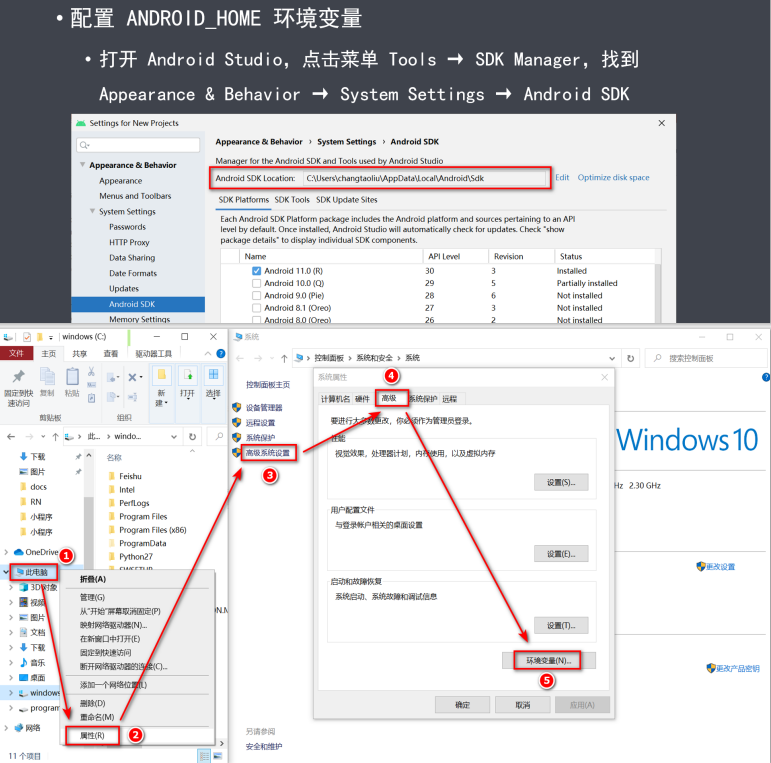 • 配置 ANDROID_HOME 环境变量
• 打开 Android Studio，点击菜单 Tools → SDK Manager，找到
Appearance & Behavior → System Settings → Android SDK
Settings for New Projects
Appearance & Behavior
Appearance
Menus and Toolbars
System Settings
Passwords
HTTP Proxy
Data Sharing
Date Formats
Updates
Android SDK
Memory Settings
Appearance & Behavior › System Settings › Android SDK
Manager for the Android SDK and Tools used by Android Studio
Android SDK Location: C:\Users\changtaoliu\AppData\Local\Android\Sdk Edit Optimize disk space
SDK Platforms SDK Tools SDK Update Sites
Each Android SDK Platform package includes the Android platform and sources pertaining to an API
level by default. Once installed, Android Studio will automatically check for updates. Check "show
package details" to display individual SDK components.
Name API Level Revision Status
Android 11.0 (R) 30 3 Installed
Android 10.0 (Q) 29 5 Partially installed
Android 9.0 (Pie) 28 6 Not installed
Android 8.1 (Oreo) 27 3 Not installed
Android 8.0 (Oreo) 26 2 Not installed
windows (C:)
文件 主页 共享 查看 驱动器工具
固定到快速访问 复制 粘贴 新建 打开 选择
剪贴板 组织
此... › windo...
下载
图片
docs
RN
小程序
小程序
OneDrive
此电脑
3D对象
视频
图片
文档
下载
音乐
桌面
windows
program
网络
11 个项目
名称
Feishu
Intel
PerfLogs
Program Files
Program Files (x86)
ProgramData
Python27
SWSETUP
1
折叠(A)
管理(G)
从"开始"屏幕取消固定(P)
映射网络驱动器(N)...
在新窗口中打开(E)
固定到快速访问
断开网络驱动器的连接(C)...
添加一个网络位置(L)
删除(D)
重命名(M)
属性(R)
2
系统
控制面板 › 系统和安全 › 系统
搜索控制面板
控制面板主页
设备管理器
远程设置
系统保护
高级系统设置
3
另请参阅
安全和维护
系统属性
4
计算机名 硬件 高级 系统保护 远程
要进行大多数更改，你必须作为管理员登录。
性能
视觉效果，处理器计划，内存使用，以及虚拟内存
设置(S)...
用户配置文件
与登录帐户相关的桌面设置
设置(E)...
启动和故障恢复
系统启动、系统故障和调试信息
设置(T)...
环境变量(N)...
5
确定 取消 应用(A)
Windows 10
Hz 2.30 GHz
更改设置
更改产品密钥